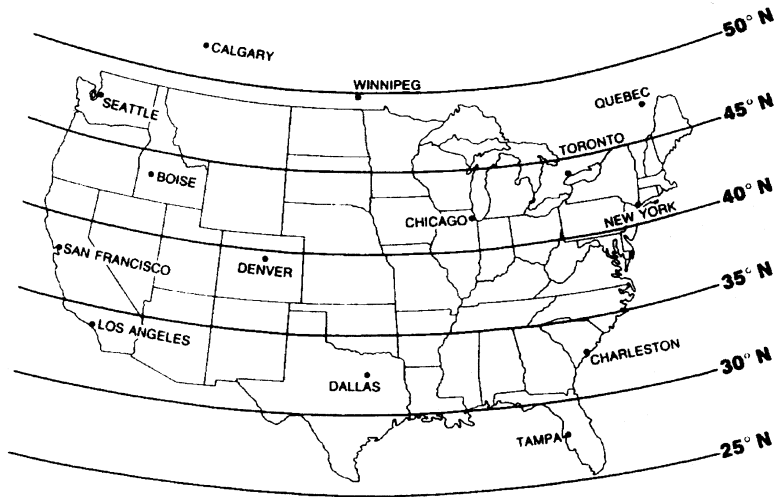 50° N
CALGARY
WINNIPEG
QUEBEC
SEATTLE
45° N
TORONTO
BOISE
40° N
NEW YORK
CHICAGO
SAN FRANCISCO
DENVER
35° N
LOS ANGELES
CHARLESTON
30° N
DALLAS
TAMPA
25° N